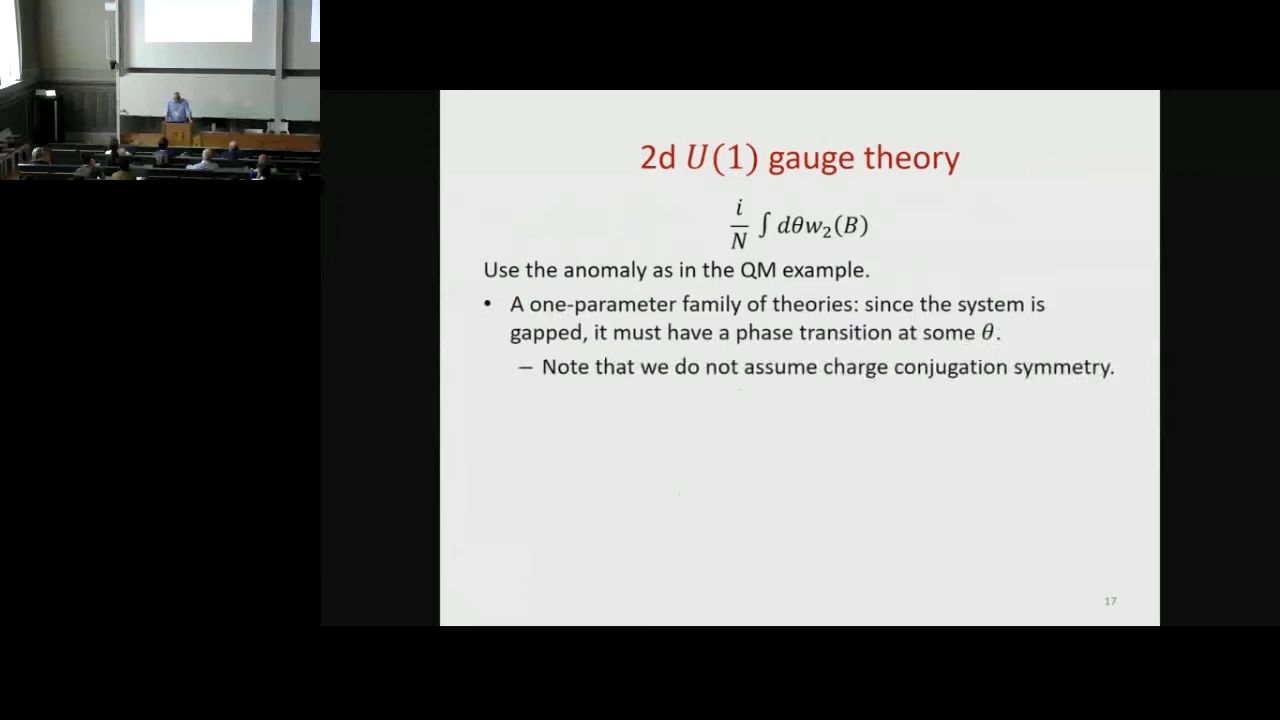 2d U(1) gauge theory
i/N ∫ dθw₂(B)
Use the anomaly as in the QM example.
• A one-parameter family of theories: since the system is
gapped, it must have a phase transition at some θ.
– Note that we do not assume charge conjugation symmetry.
17